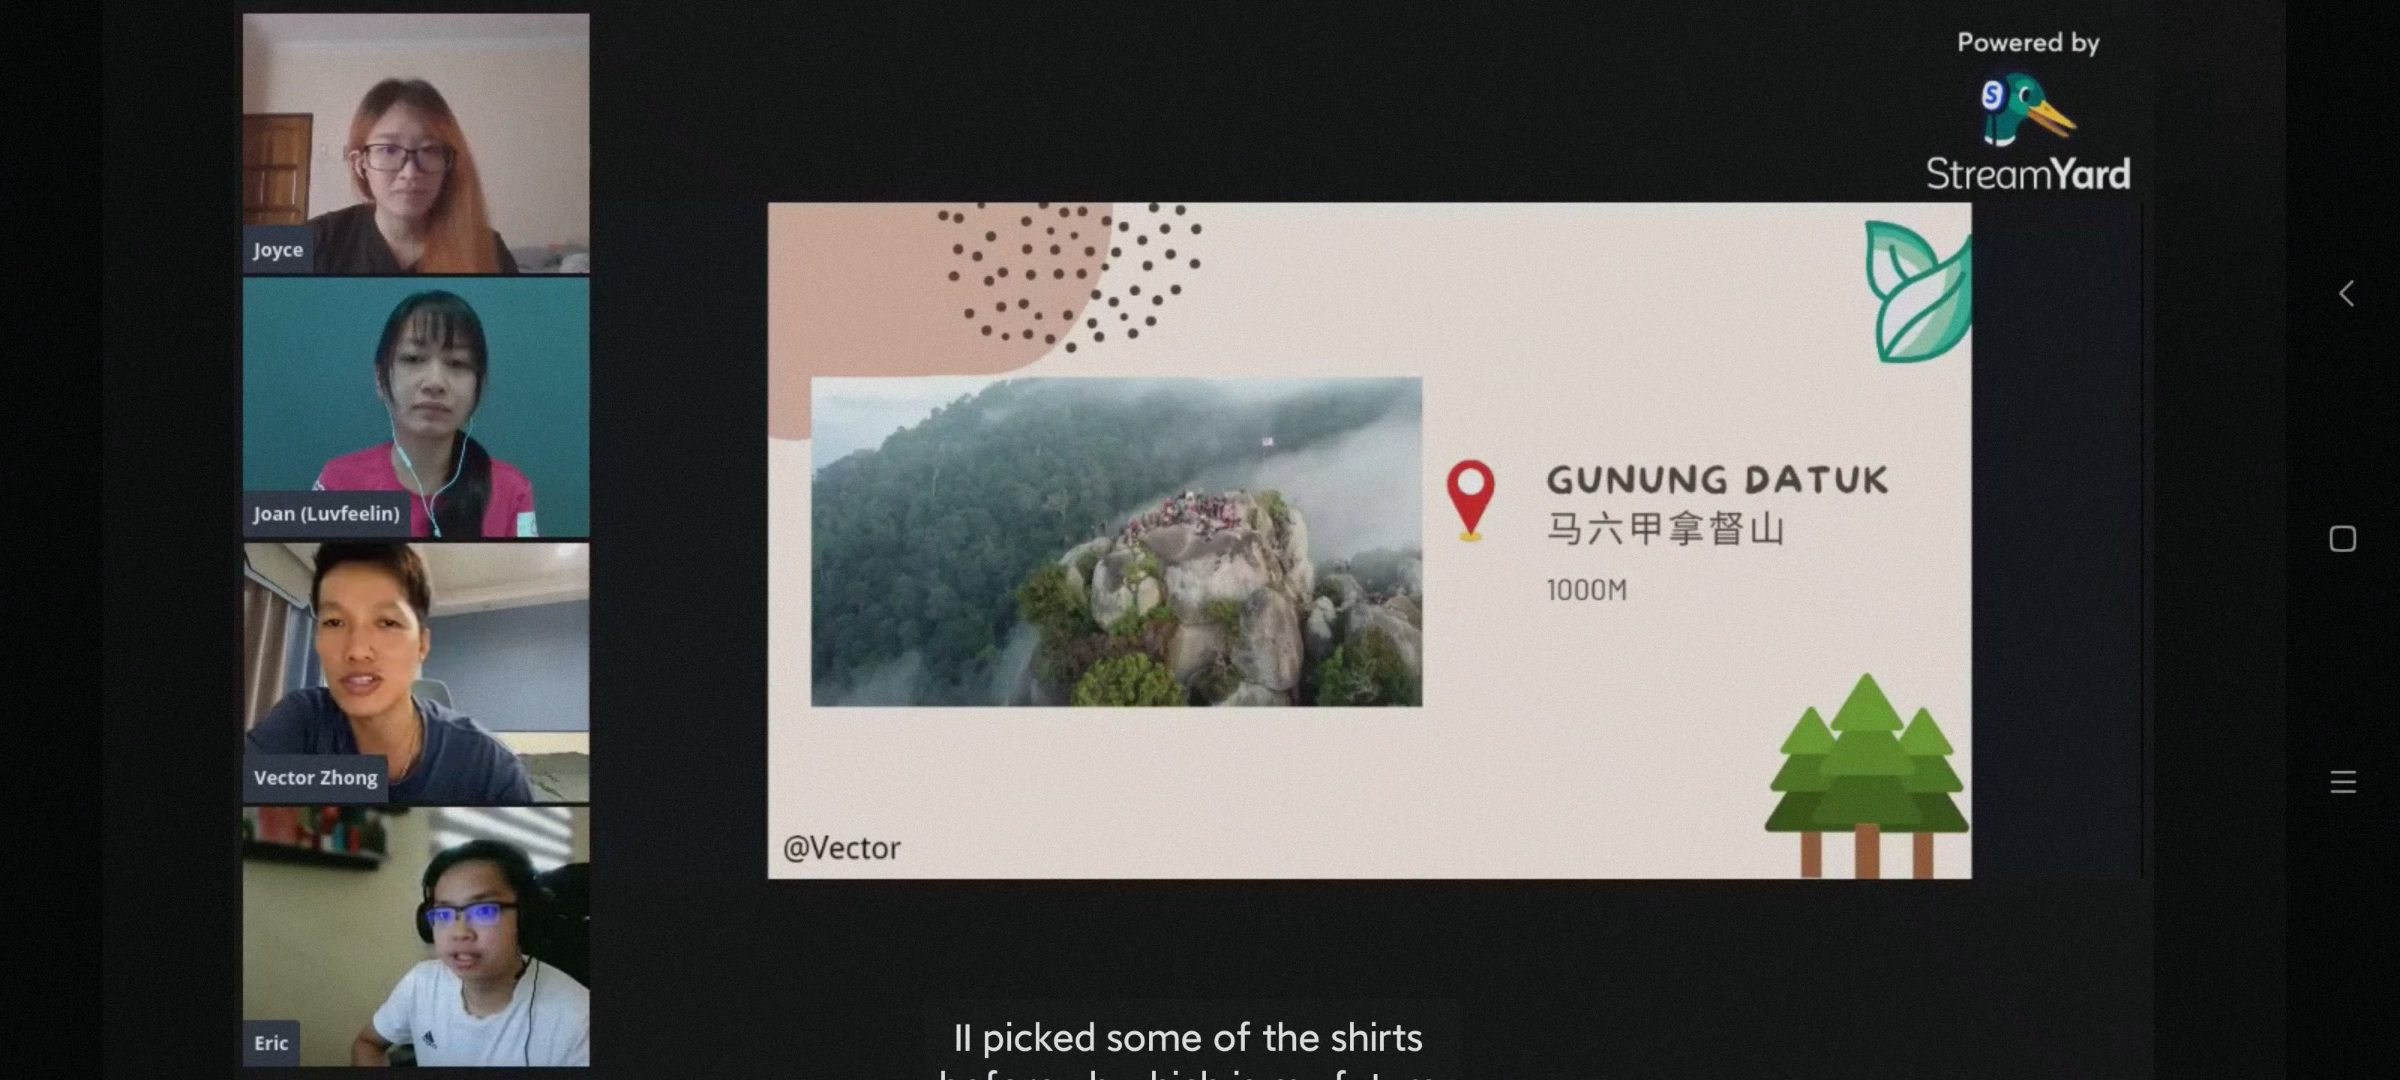 Powered by
StreamYard
Joyce
Joan (Luvfeelin)
Vector Zhong
Eric
GUNUNG DATUK
马六甲拿督山
1000M
@Vector
II picked some of the shirts